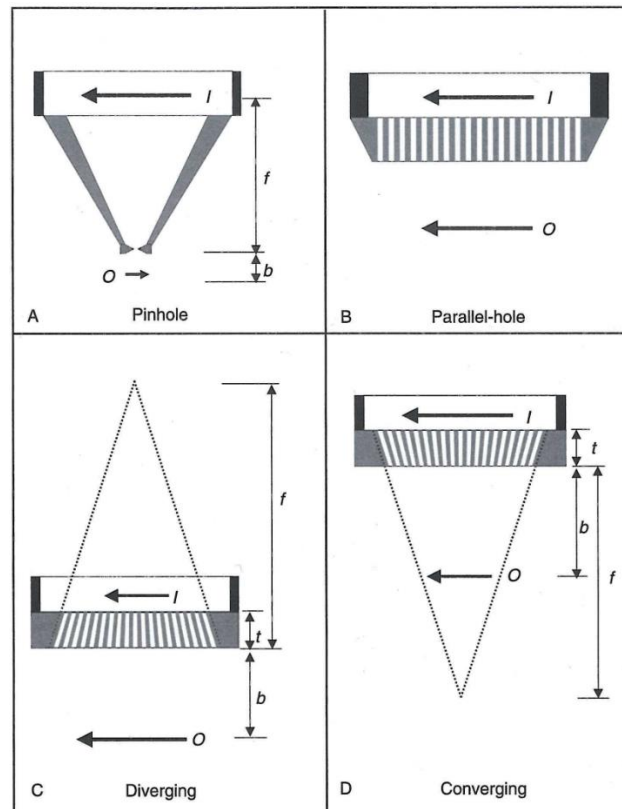 I
f
O
b
A
Pinhole
I
O
B
Parallel-hole
f
I
t
b
O
C
Diverging
I
t
b
O
f
D
Converging